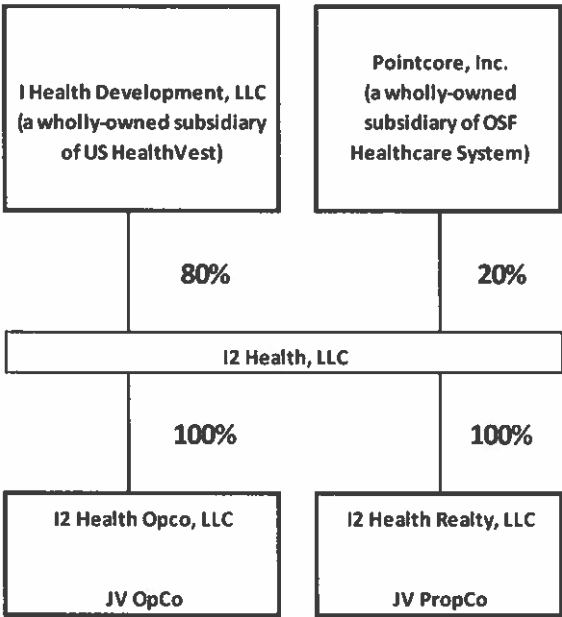 I Health Development, LLC
(a wholly-owned subsidiary
of US HealthVest)
Pointcore, Inc.
(a wholly-owned
subsidiary of OSF
Healthcare System)
80%
20%
I2 Health, LLC
100%
100%
I2 Health Opco, LLC
JV OpCo
I2 Health Realty, LLC
JV PropCo